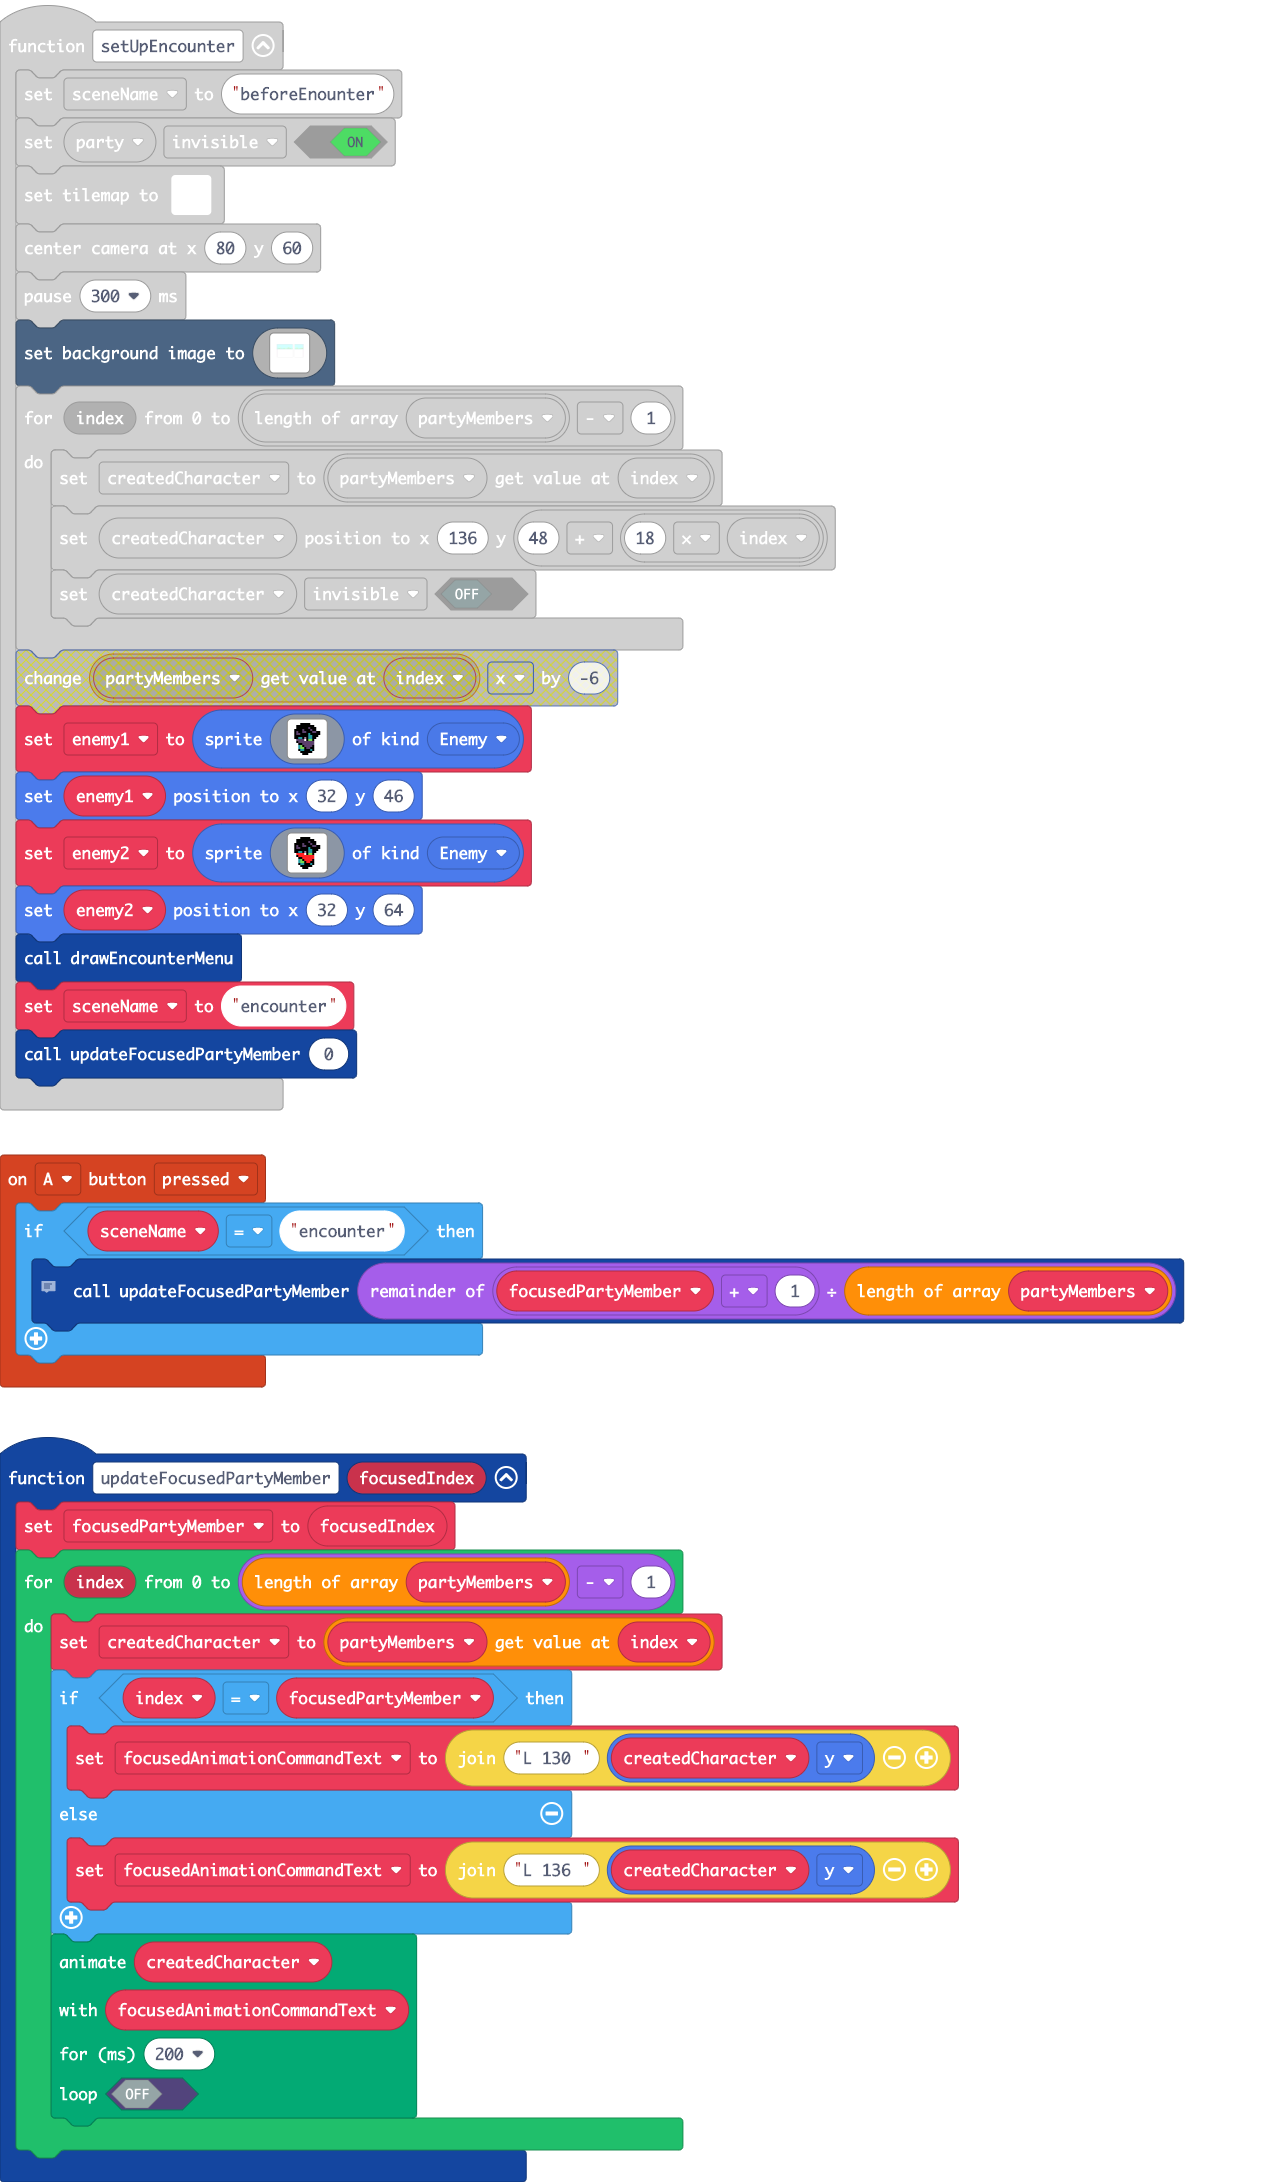 function setUpEncounter
set sceneName to "beforeEnounter"
set party invisible ON
set tilemap to
center camera at x 80 y 60
pause 300 ms
set background image to
for index from 0 to length of array partyMembers - 1
do
set createdCharacter to partyMembers get value at index
set createdCharacter position to x 136 y 48 + 18 x index
set createdCharacter invisible OFF
change partyMembers get value at index x by -6
set enemy1 to sprite of kind Enemy
set enemy1 position to x 32 y 46
set enemy2 to sprite of kind Enemy
set enemy2 position to x 32 y 64
call drawEncounterMenu
set sceneName to "encounter"
call updateFocusedPartyMember 0
on A button pressed
if sceneName = "encounter" then
call updateFocusedPartyMember remainder of focusedPartyMember + 1 ÷ length of array partyMembers
function updateFocusedPartyMember focusedIndex
set focusedPartyMember to focusedIndex
for index from 0 to length of array partyMembers - 1
do
set createdCharacter to partyMembers get value at index
if index = focusedPartyMember then
set focusedAnimationCommandText to join "L 130 " createdCharacter y
else
set focusedAnimationCommandText to join "L 136 " createdCharacter y
animate createdCharacter
with focusedAnimationCommandText
for (ms) 200
loop OFF